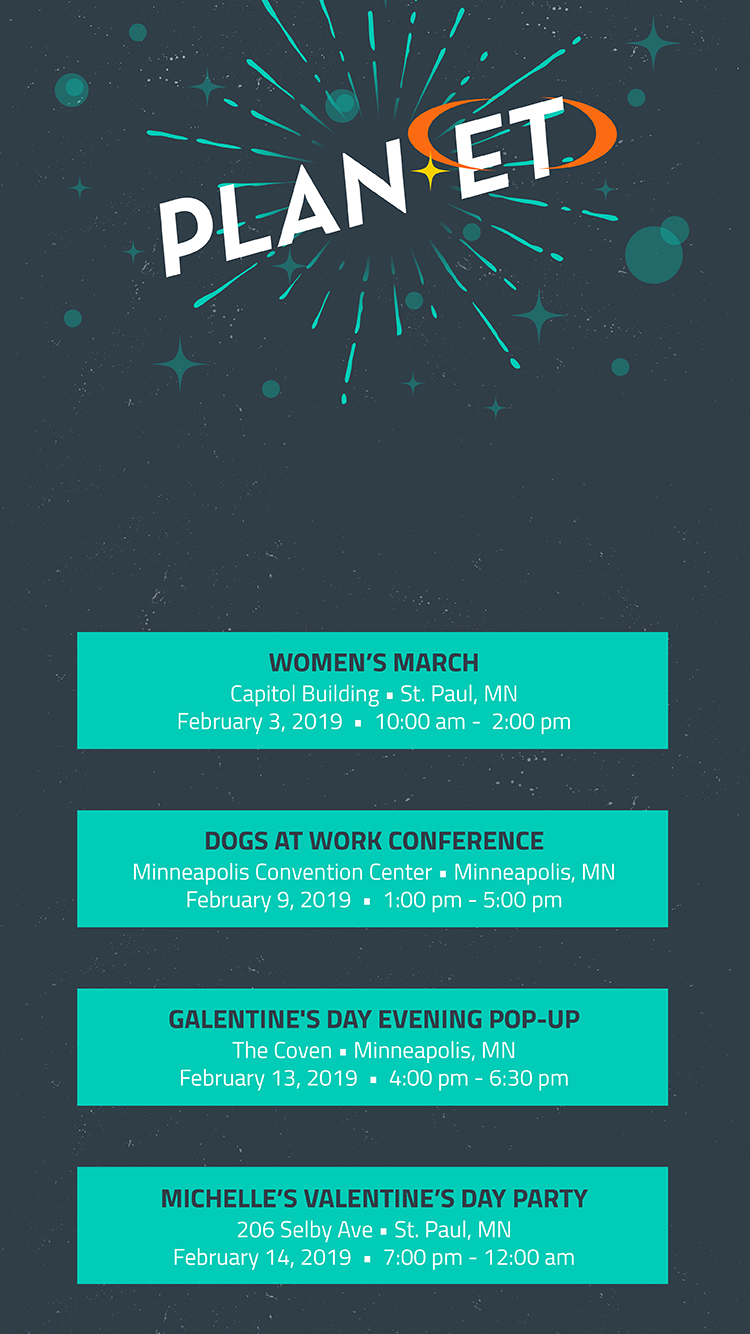 PLAN ET
WOMEN’S MARCH
Capitol Building ▪ St. Paul, MN
February 3, 2019 ▪ 10:00 am - 2:00 pm
DOGS AT WORK CONFERENCE
Minneapolis Convention Center ▪ Minneapolis, MN
February 9, 2019 ▪ 1:00 pm - 5:00 pm
GALENTINE'S DAY EVENING POP-UP
The Coven ▪ Minneapolis, MN
February 13, 2019 ▪ 4:00 pm - 6:30 pm
MICHELLE’S VALENTINE’S DAY PARTY
206 Selby Ave ▪ St. Paul, MN
February 14, 2019 ▪ 7:00 pm - 12:00 am